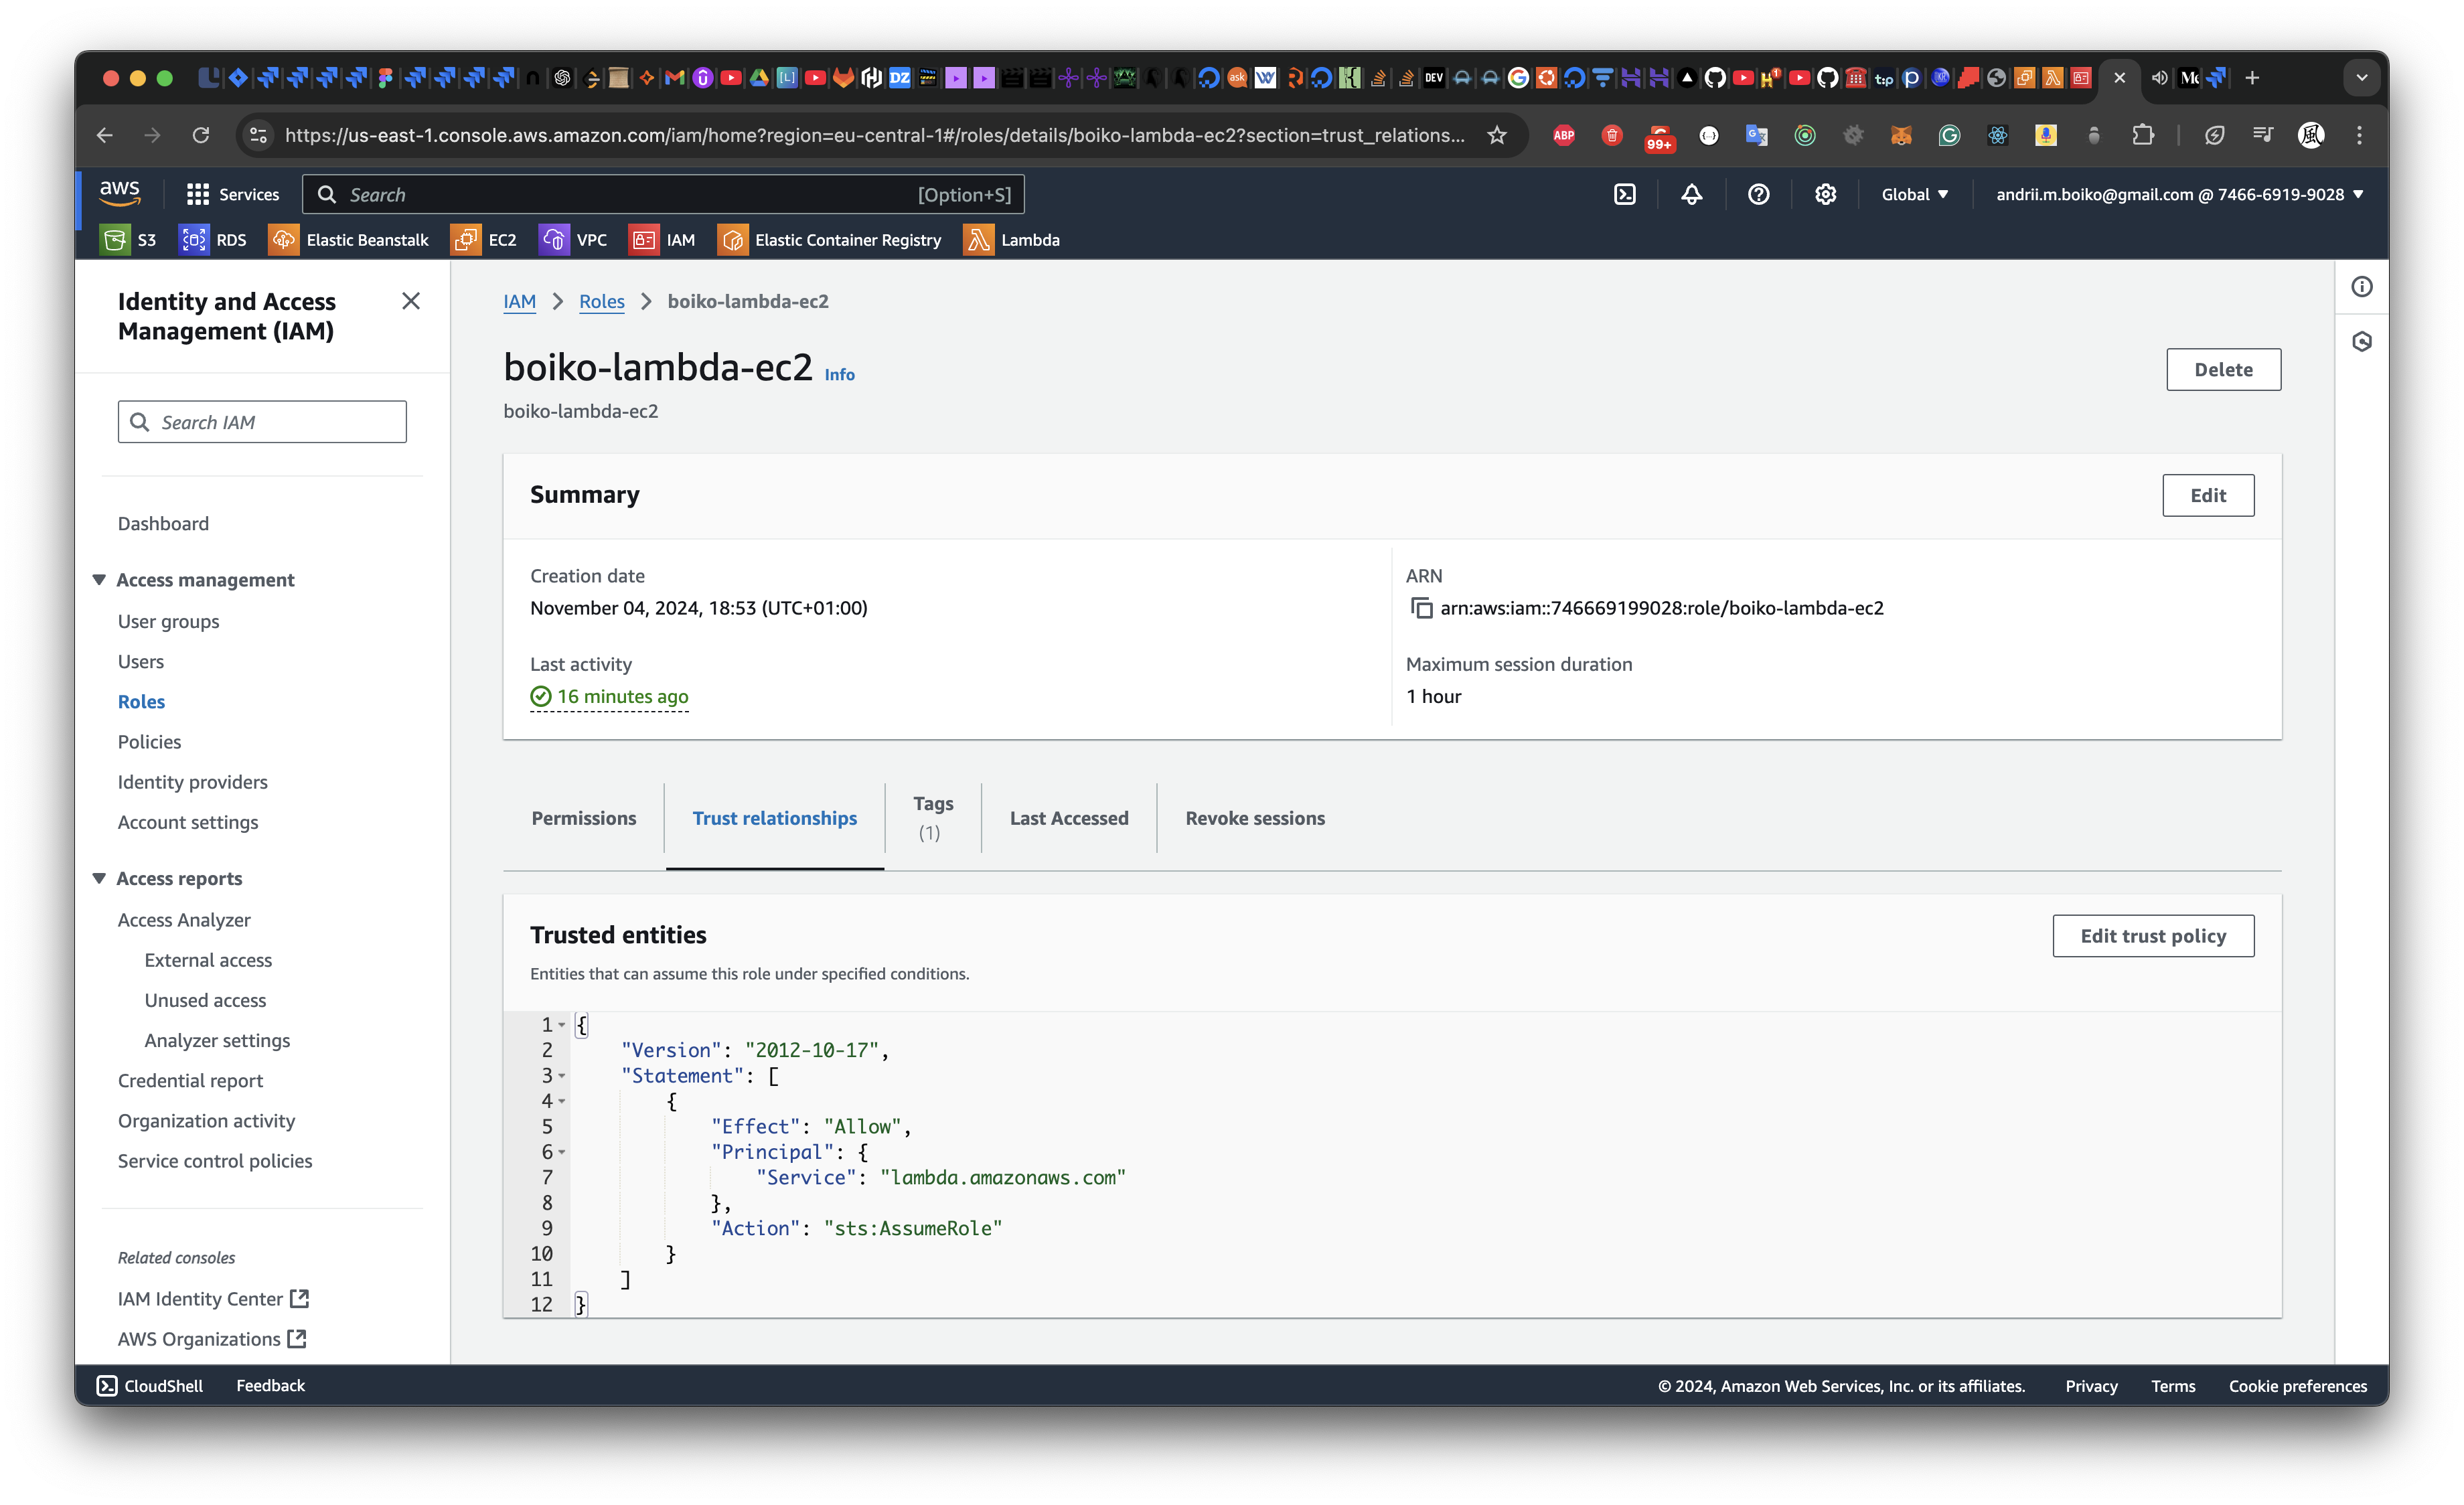 https://us-east-1.console.aws.amazon.com/iam/home?region=eu-central-1#/roles/details/boiko-lambda-ec2?section=trust_relations...
ABP
99+
aws
Services
Search
[Option+S]
Global
andrii.m.boiko@gmail.com @ 7466-6919-9028
S3
RDS
Elastic Beanstalk
EC2
VPC
IAM
Elastic Container Registry
Lambda
Identity and Access
Management (IAM)
Search IAM
Dashboard
Access management
User groups
Users
Roles
Policies
Identity providers
Account settings
Access reports
Access Analyzer
External access
Unused access
Analyzer settings
Credential report
Organization activity
Service control policies
Related consoles
IAM Identity Center
AWS Organizations
IAM > Roles > boiko-lambda-ec2
boiko-lambda-ec2 Info
boiko-lambda-ec2
Delete
Summary
Edit
Creation date
November 04, 2024, 18:53 (UTC+01:00)
ARN
arn:aws:iam::746669199028:role/boiko-lambda-ec2
Last activity
16 minutes ago
Maximum session duration
1 hour
Permissions
Trust relationships
Tags
(1)
Last Accessed
Revoke sessions
Trusted entities
Edit trust policy
Entities that can assume this role under specified conditions.
1 {
2 "Version": "2012-10-17",
3 "Statement": [
4 {
5 "Effect": "Allow",
6 "Principal": {
7 "Service": "lambda.amazonaws.com"
8 },
9 "Action": "sts:AssumeRole"
10 }
11 ]
12 }
CloudShell
Feedback
© 2024, Amazon Web Services, Inc. or its affiliates.
Privacy
Terms
Cookie preferences